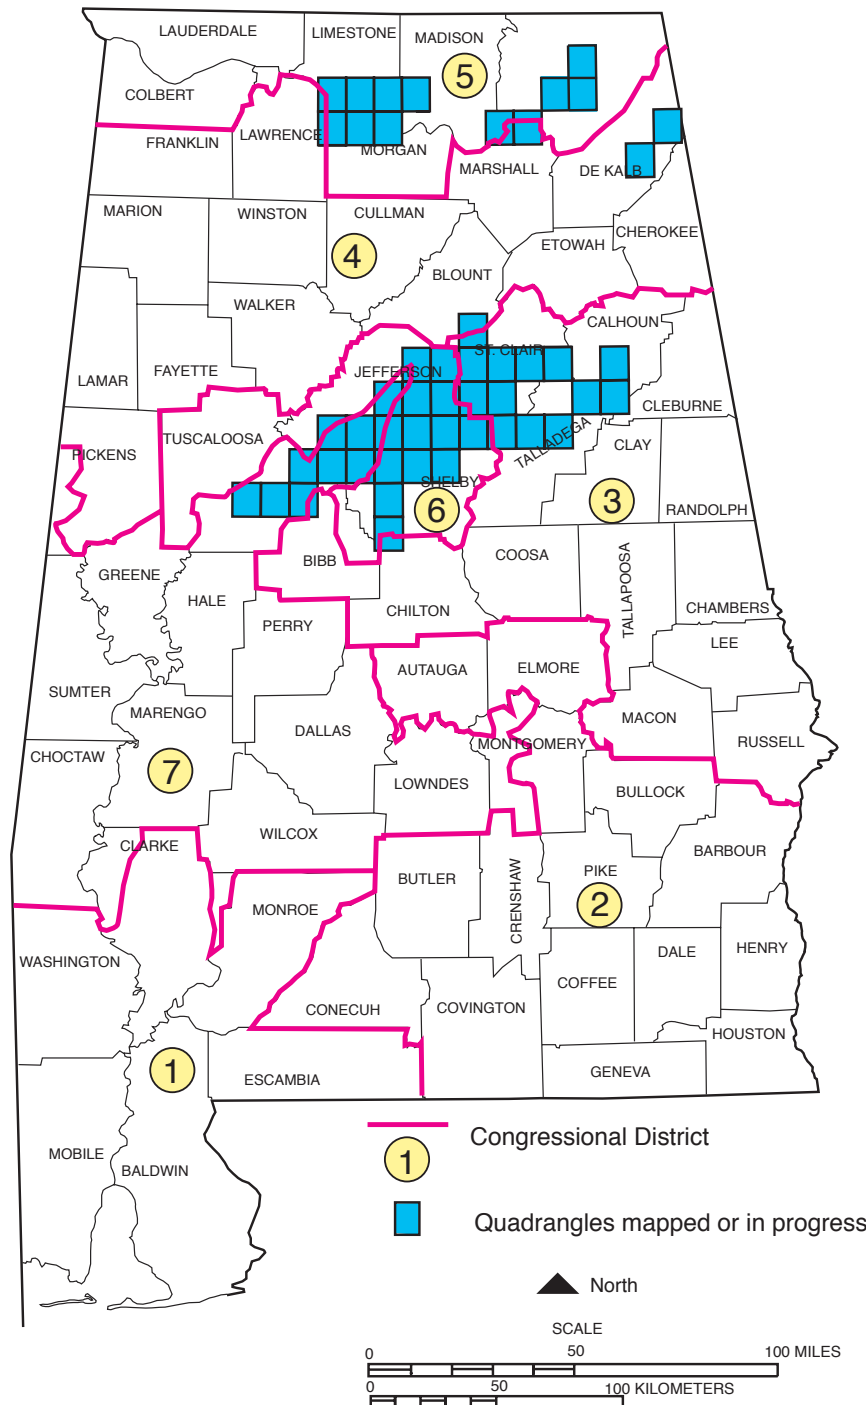 LAUDERDALE
LIMESTONE
MADISON
5
COLBERT
FRANKLIN
LAWRENCE
MORGAN
MARSHALL
DE KALB
MARION
WINSTON
CULLMAN
CHEROKEE
ETOWAH
4
BLOUNT
WALKER
CALHOUN
ST. CLAIR
FAYETTE
JEFFERSON
LAMAR
CLEBURNE
TUSCALOOSA
TALLADEGA
CLAY
PICKENS
SHELBY
6
3
RANDOLPH
COOSA
BIBB
GREENE
HALE
TALLAPOOSA
CHILTON
CHAMBERS
PERRY
LEE
AUTAUGA
ELMORE
SUMTER
MARENGO
MACON
DALLAS
MONTGOMERY
RUSSELL
CHOCTAW
7
LOWNDES
BULLOCK
WILCOX
CLARKE
BARBOUR
PIKE
BUTLER
CRENSHAW
2
MONROE
HENRY
DALE
WASHINGTON
COFFEE
CONECUH
COVINGTON
HOUSTON
1
ESCAMBIA
GENEVA
MOBILE
BALDWIN
Congressional District
1
Quadrangles mapped or in progress
North
SCALE
0 50 100 MILES
0 50 100 KILOMETERS